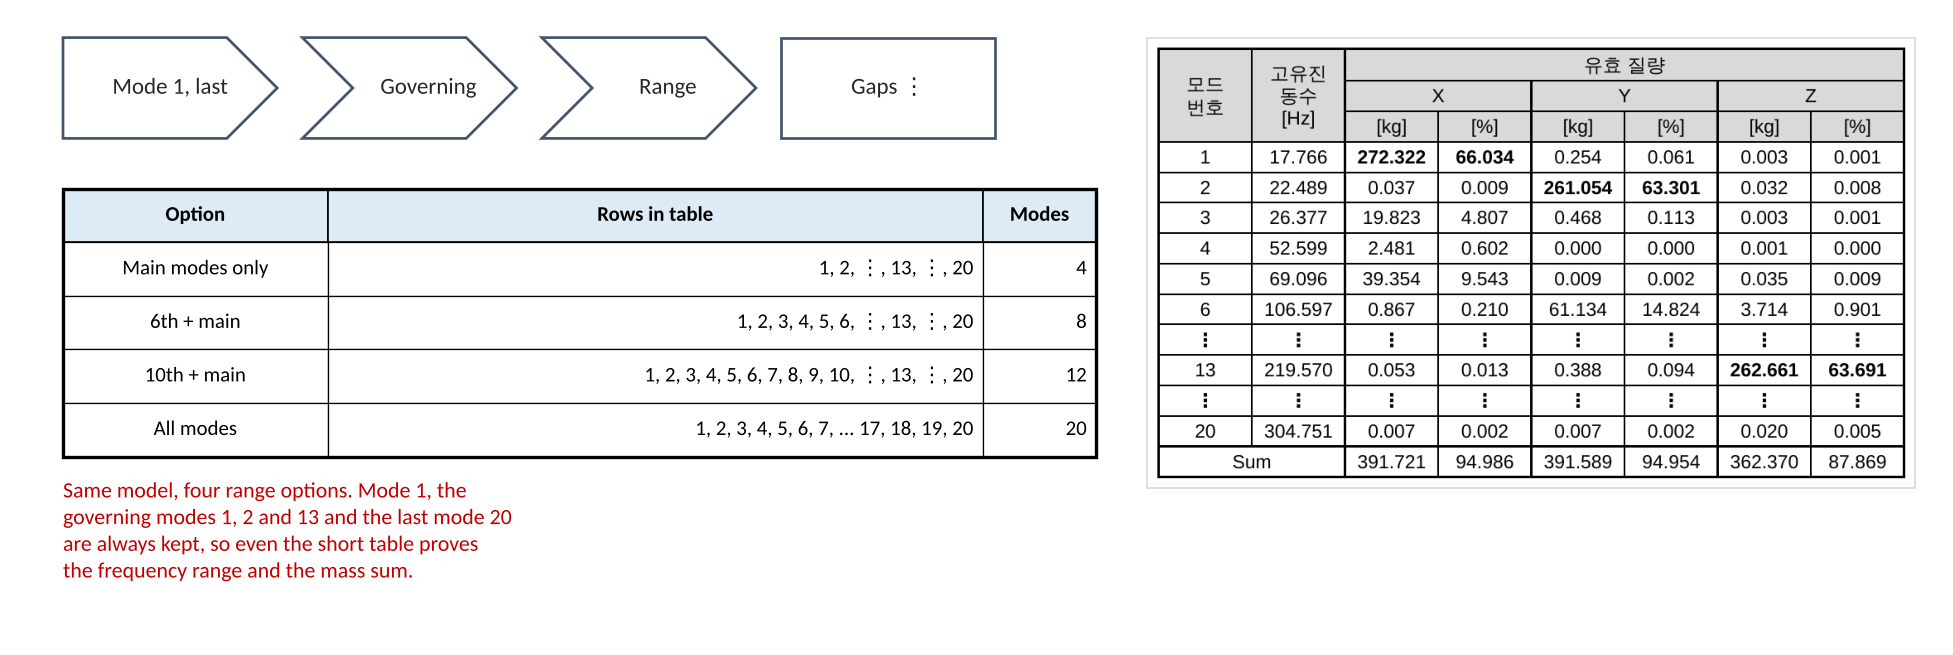 Mode 1, last
Governing
Range
Gaps ⋮
Option Rows in table Modes
Main modes only 1, 2, ⋮, 13, ⋮, 20 4
6th + main 1, 2, 3, 4, 5, 6, ⋮, 13, ⋮, 20 8
10th + main 1, 2, 3, 4, 5, 6, 7, 8, 9, 10, ⋮, 13, ⋮, 20 12
All modes 1, 2, 3, 4, 5, 6, 7, ... 17, 18, 19, 20 20
Same model, four range options. Mode 1, the
governing modes 1, 2 and 13 and the last mode 20
are always kept, so even the short table proves
the frequency range and the mass sum.
모드
번호
고유진
동수
[Hz]
유효 질량
X Y Z
[kg] [%] [kg] [%] [kg] [%]
1 17.766 272.322 66.034 0.254 0.061 0.003 0.001
2 22.489 0.037 0.009 261.054 63.301 0.032 0.008
3 26.377 19.823 4.807 0.468 0.113 0.003 0.001
4 52.599 2.481 0.602 0.000 0.000 0.001 0.000
5 69.096 39.354 9.543 0.009 0.002 0.035 0.009
6 106.597 0.867 0.210 61.134 14.824 3.714 0.901
⋮ ⋮ ⋮ ⋮ ⋮ ⋮ ⋮ ⋮
13 219.570 0.053 0.013 0.388 0.094 262.661 63.691
⋮ ⋮ ⋮ ⋮ ⋮ ⋮ ⋮ ⋮
20 304.751 0.007 0.002 0.007 0.002 0.020 0.005
Sum 391.721 94.986 391.589 94.954 362.370 87.869